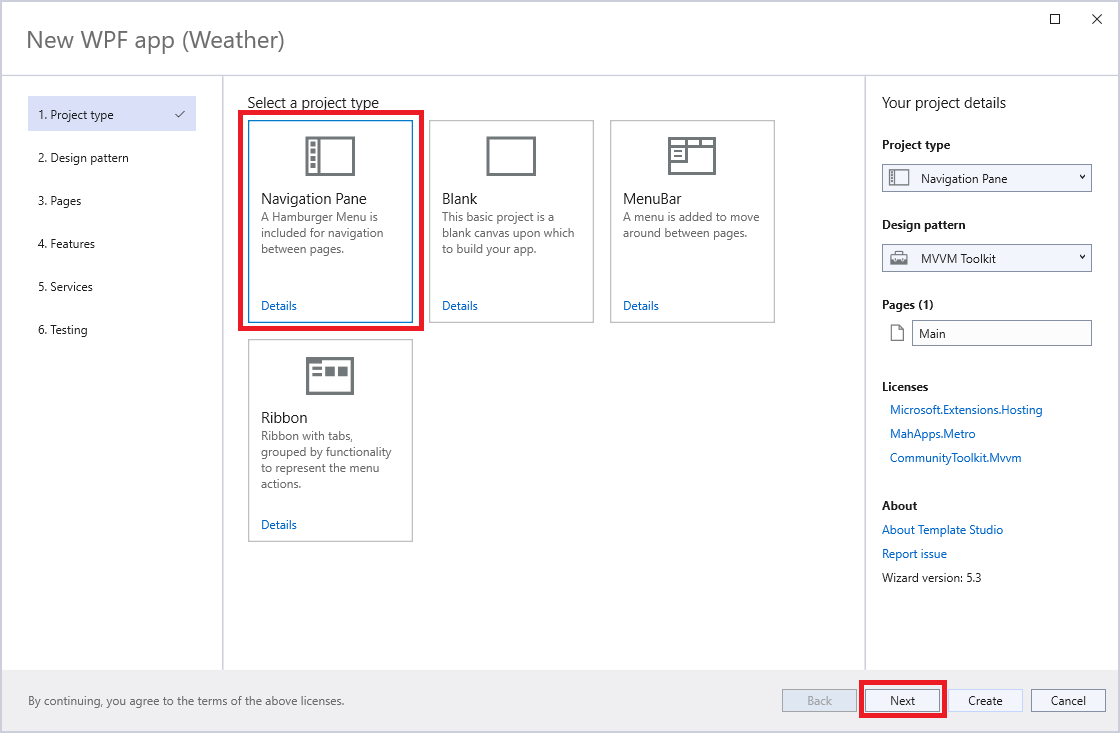 New WPF app (Weather)
1. Project type
2. Design pattern
3. Pages
4. Features
5. Services
6. Testing
Select a project type
Navigation Pane
A Hamburger Menu is
included for navigation
between pages.
Details
Blank
This basic project is a
blank canvas upon which
to build your app.
Details
MenuBar
A menu is added to move
around between pages.
Details
Ribbon
Ribbon with tabs,
grouped by functionality
to represent the menu
actions.
Details
Your project details
Project type
Navigation Pane
Design pattern
MVVM Toolkit
Pages (1)
Main
Licenses
Microsoft.Extensions.Hosting
MahApps.Metro
CommunityToolkit.Mvvm
About
About Template Studio
Report issue
Wizard version: 5.3
By continuing, you agree to the terms of the above licenses.
Back
Next
Create
Cancel